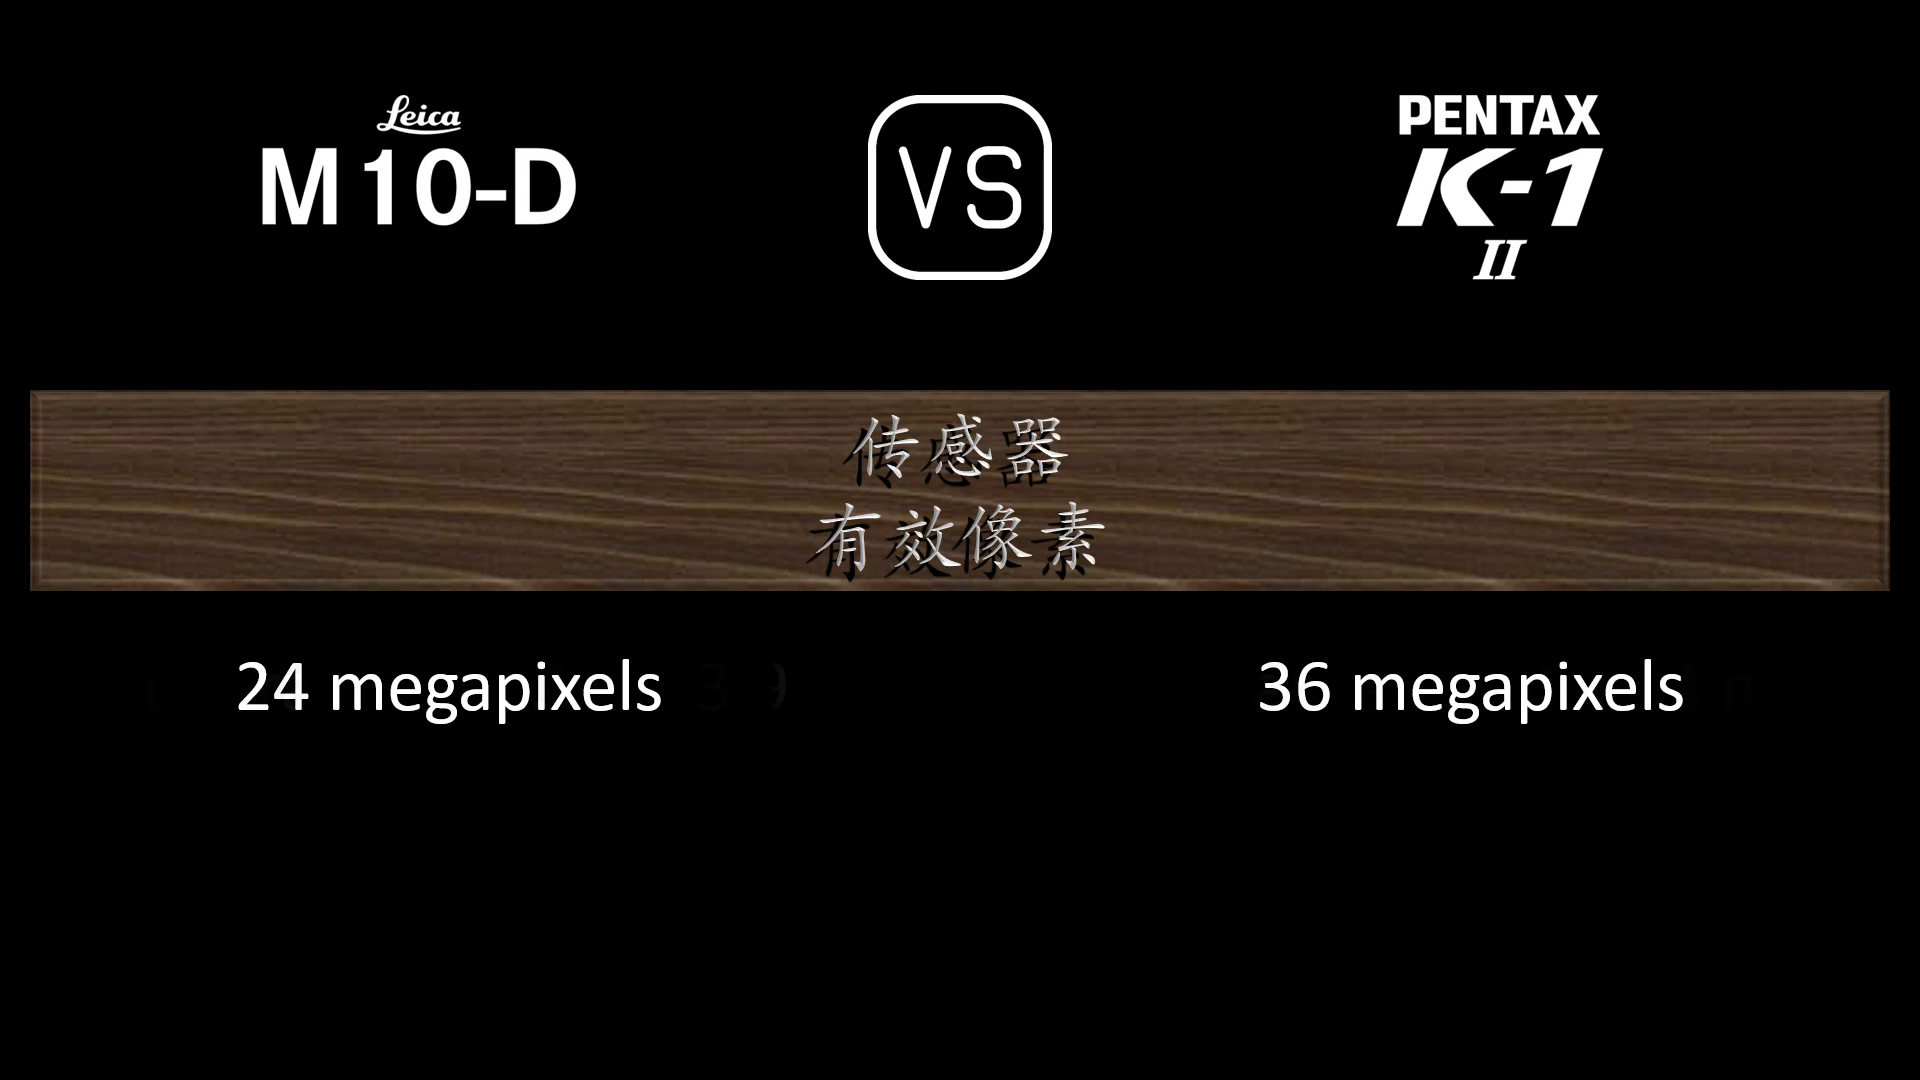 Leica
M10-D
VS
PENTAX
K-1
II
传感器
有效像素
24 megapixels
36 megapixels